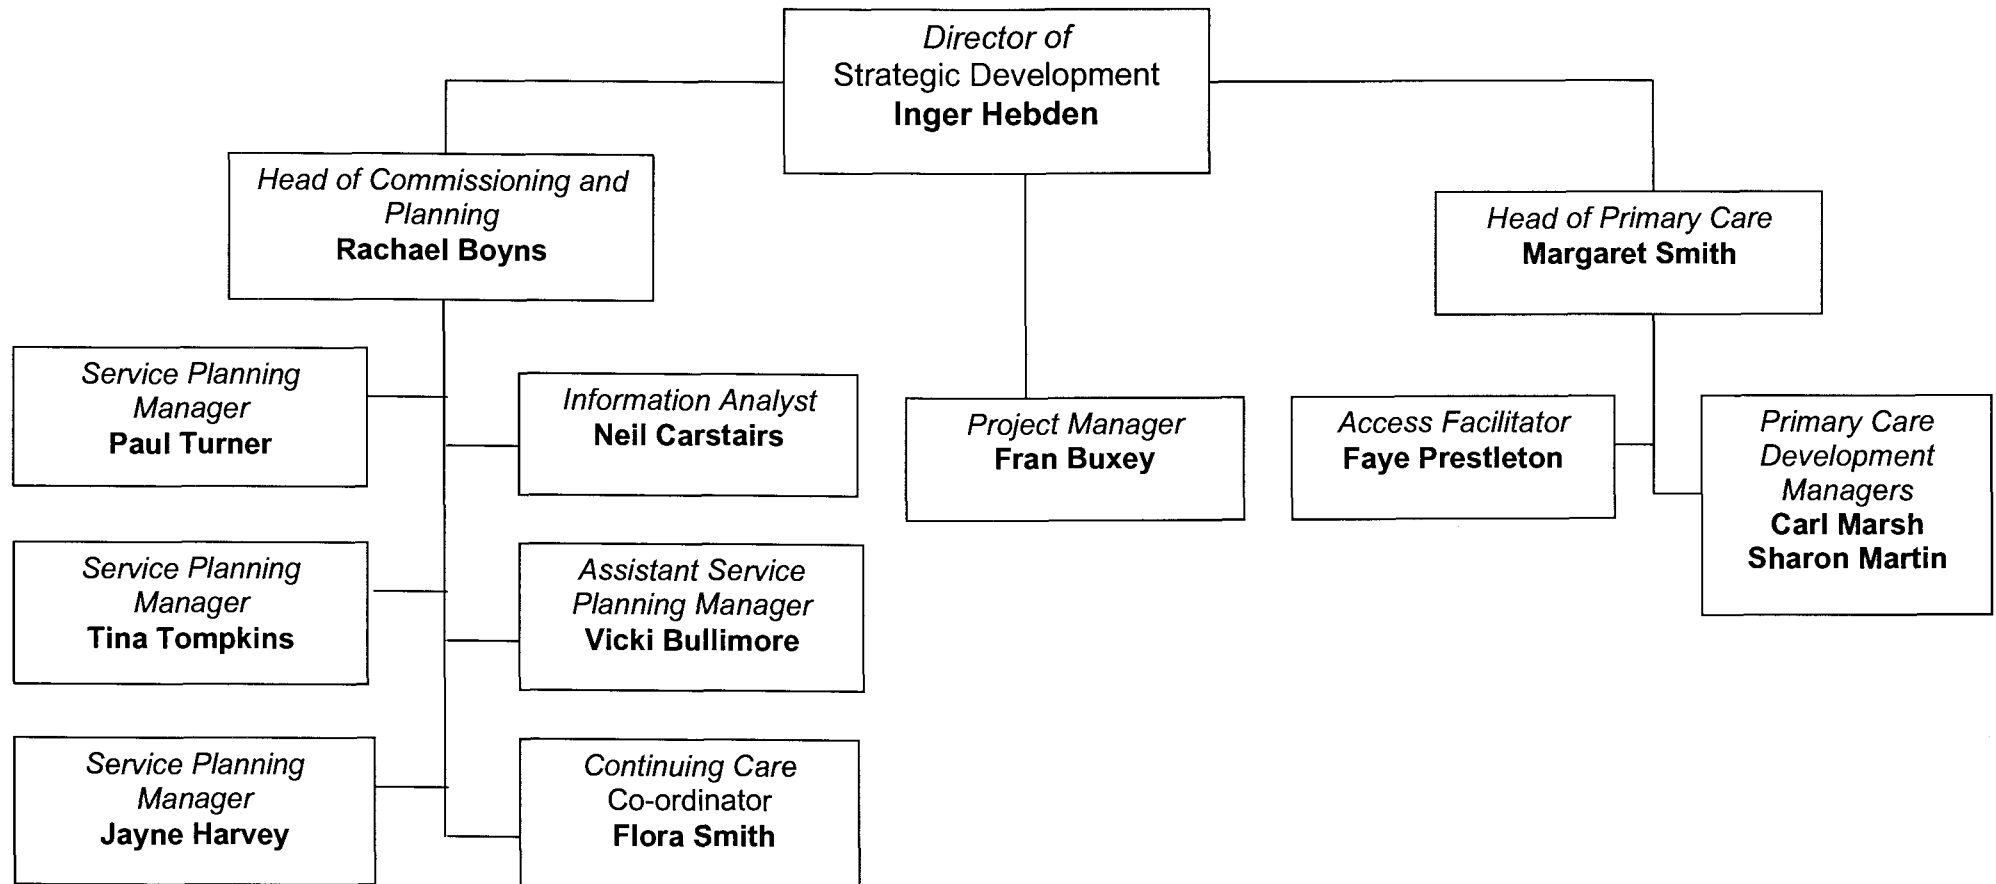 Director of
Strategic Development
Inger Hebden
Head of Commissioning and
Planning
Rachael Boyns
Head of Primary Care
Margaret Smith
Service Planning
Manager
Paul Turner
Information Analyst
Neil Carstairs
Project Manager
Fran Buxey
Access Facilitator
Faye Prestleton
Primary Care
Development
Managers
Carl Marsh
Sharon Martin
Service Planning
Manager
Tina Tompkins
Assistant Service
Planning Manager
Vicki Bullimore
Service Planning
Manager
Jayne Harvey
Continuing Care
Co-ordinator
Flora Smith